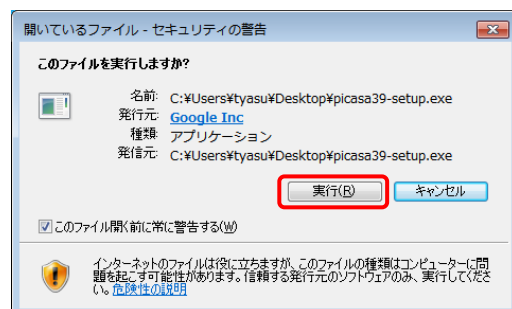 開いているファイル - セキュリティの警告
このファイルを実行しますか?
名前: C:¥Users¥tyasu¥Desktop¥picasa39-setup.exe
発行元: Google Inc
種類: アプリケーション
発信元: C:¥Users¥tyasu¥Desktop¥picasa39-setup.exe
実行(R) キャンセル
このファイル開く前に常に警告する(W)
インターネットのファイルは役に立ちますが、このファイルの種類はコンピューターに問
題を起こす可能性があります。信頼する発行元のソフトウェアのみ、実行してくださ
い。危険性の説明